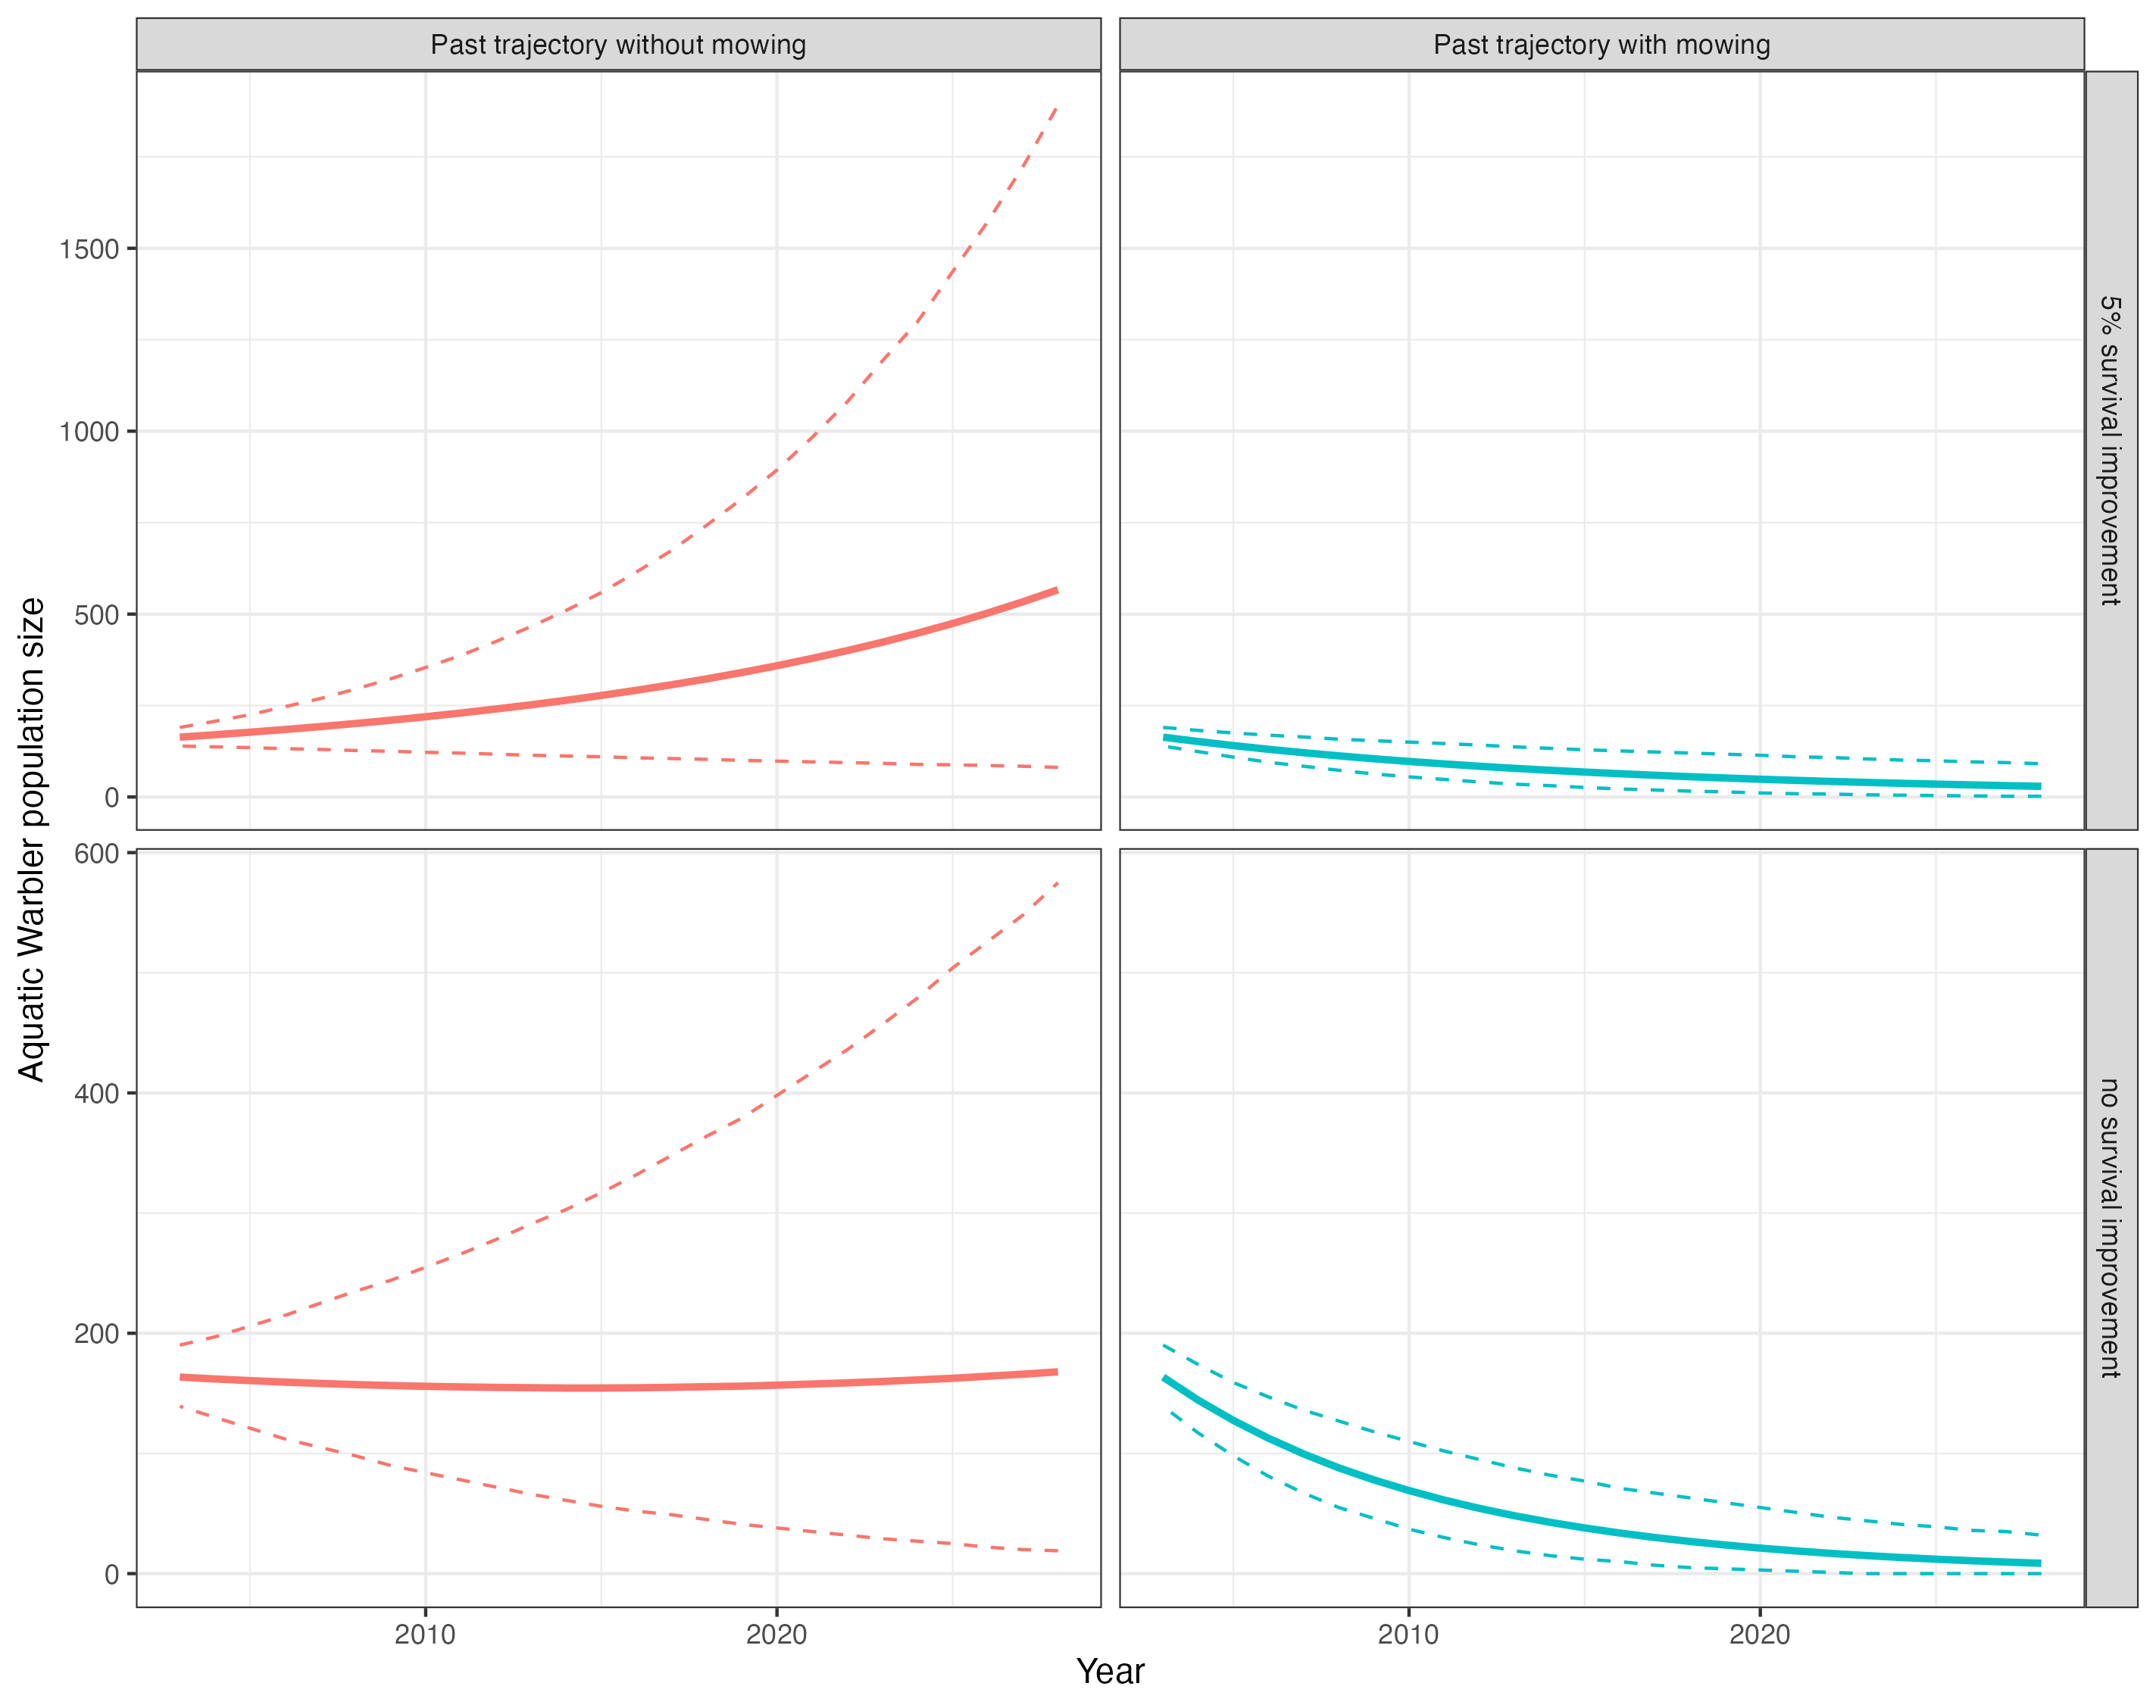 Past trajectory without mowing
Past trajectory with mowing
1500
1000
500
0
5% survival improvement
Aquatic Warbler population size
600
400
200
0
no survival improvement
2010
2020
2010
2020
Year